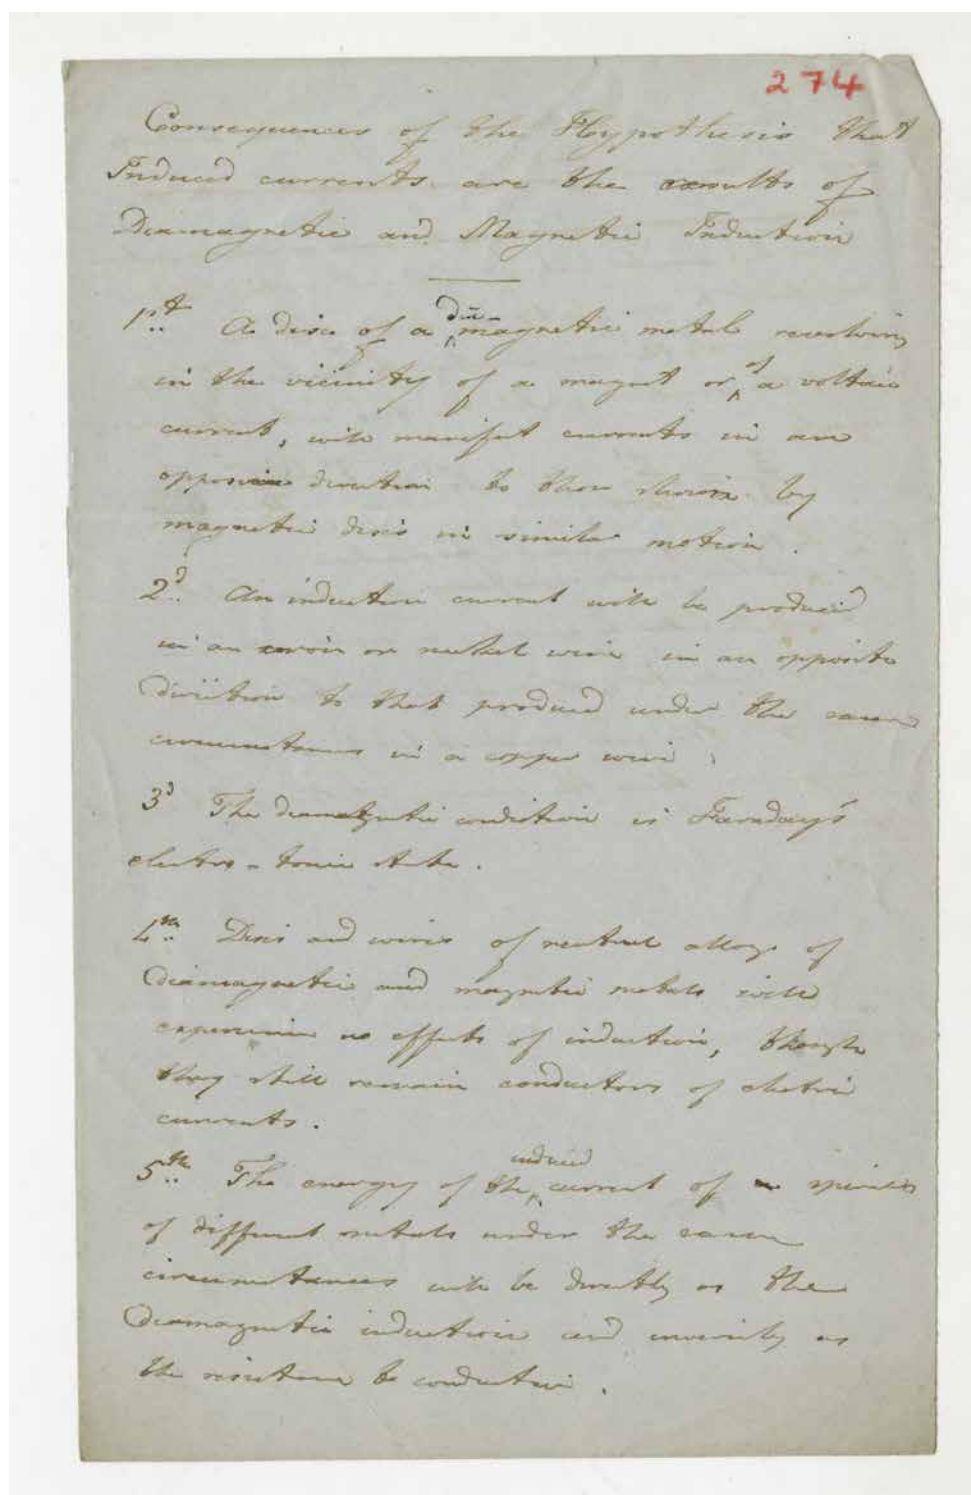 274
Consequences of the Hypothesis that
Induced currents are the results of
Diamagnetic and Magnetic Induction
1st A disc of a dia-magnetic metal revolving
in the vicinity of a magnet or of a voltaic
current, will manifest currents in an
opposite direction to those shown by
magnetic discs in similar motion.
2d An induction current will be produced
in an iron or nickel wire in an opposite
direction to that produced under the same
circumstances in a copper wire.
3d The diamagnetic condition is Faraday's
electro-tonic state.
4th Discs and wires of neutral alloys of
diamagnetic and magnetic metals will
experience no effects of induction, though
they still remain conductors of electric
currents.
5th The energy of the induced current of spirals
of different metals under the same
circumstances will be directly as the
diamagnetic induction and inversely as
the resistance to conduction.